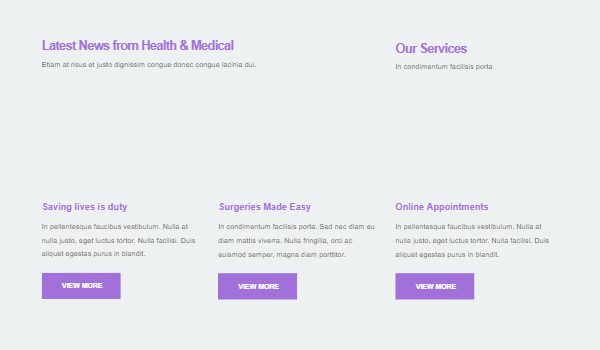 Latest News from Health & Medical
Etiam at risus et justo dignissim congue donec congue lacinia dui.
Our Services
In condimentum facilisis porta
Saving lives is duty
In pellentesque faucibus vestibulum. Nulla at
nulla justo, eget luctus tortor. Nulla facilisi. Duis
aliquet egestas purus in blandit.
VIEW MORE
Surgeries Made Easy
In condimentum facilisis porta. Sed nec diam eu
diam mattis viverra. Nulla fringilla, orci ac
euismod semper, magna diam porttitor.
VIEW MORE
Online Appointments
In pellentesque faucibus vestibulum. Nulla at
nulla justo, eget luctus tortor. Nulla facilisi. Duis
aliquet egestas purus in blandit.
VIEW MORE